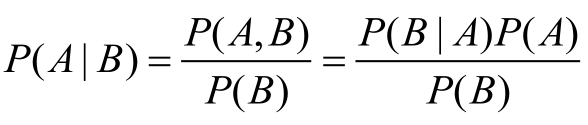 P(A | B) = P(A, B) / P(B) = P(B | A)P(A) / P(B)